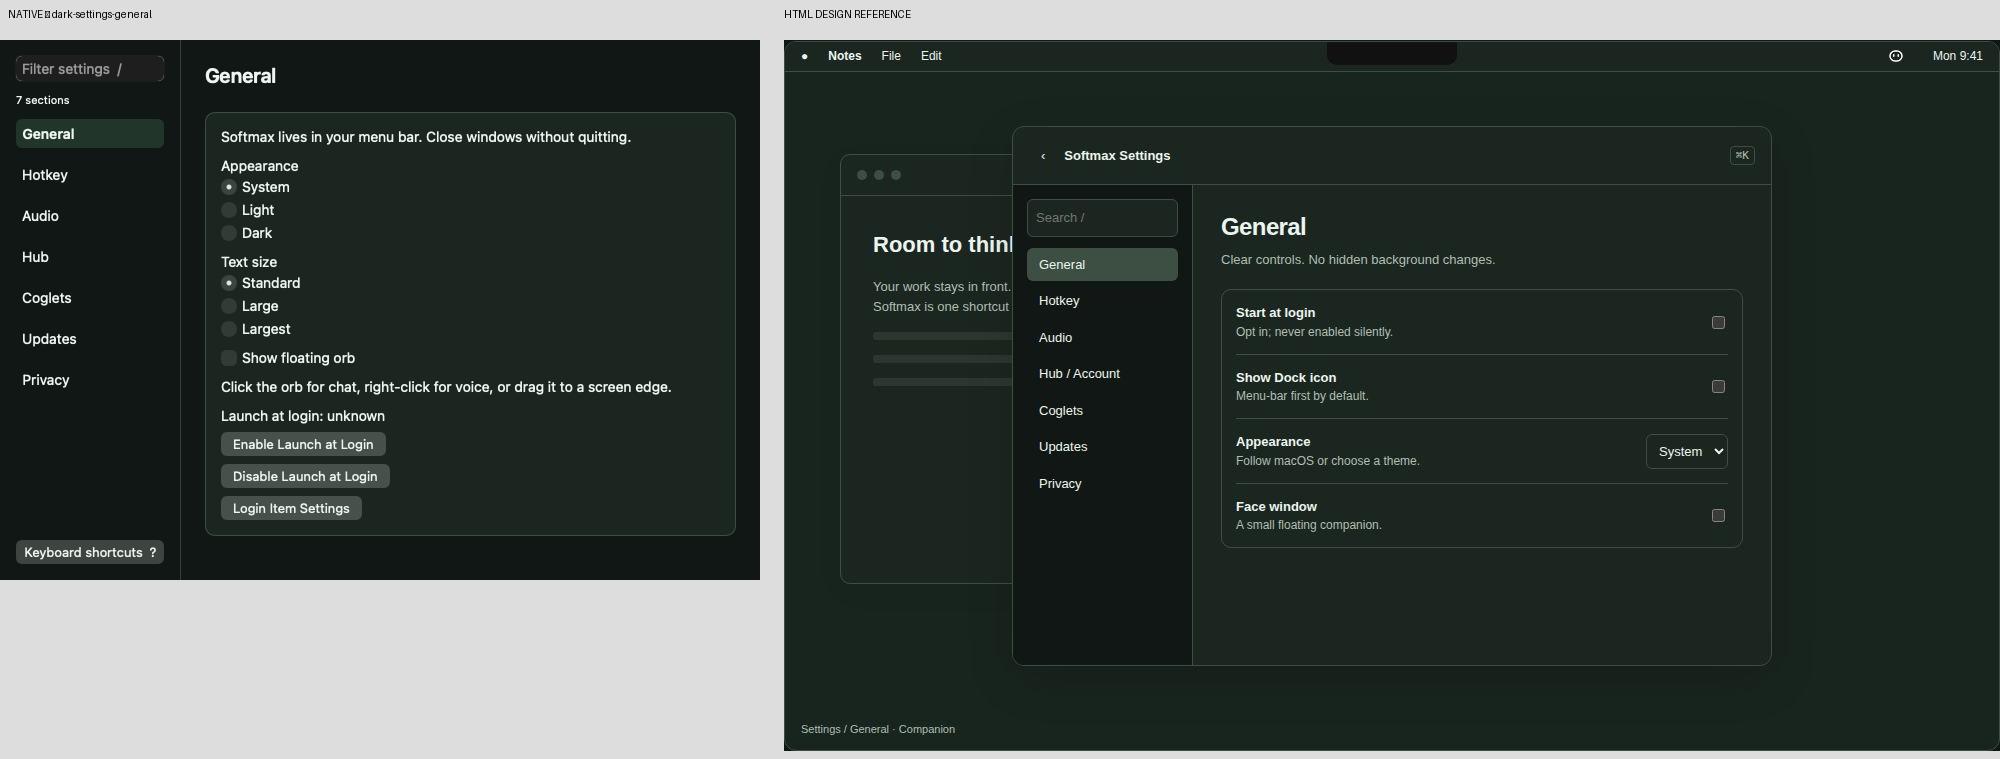 NATIVE dark-settings-general
Filter settings /
7 sections
General
Hotkey
Audio
Hub
Coglets
Updates
Privacy
Keyboard shortcuts ?
General
Softmax lives in your menu bar. Close windows without quitting.
Appearance
System
Light
Dark
Text size
Standard
Large
Largest
Show floating orb
Click the orb for chat, right-click for voice, or drag it to a screen edge.
Launch at login: unknown
Enable Launch at Login
Disable Launch at Login
Login Item Settings
HTML DESIGN REFERENCE
Notes File Edit
Mon 9:41
Room to think
Your work stays in front.
Softmax is one shortcut
‹ Softmax Settings
⌘K
Search /
General
Hotkey
Audio
Hub / Account
Coglets
Updates
Privacy
General
Clear controls. No hidden background changes.
Start at login
Opt in; never enabled silently.
Show Dock icon
Menu-bar first by default.
Appearance
Follow macOS or choose a theme.
System
Face window
A small floating companion.
Settings / General · Companion